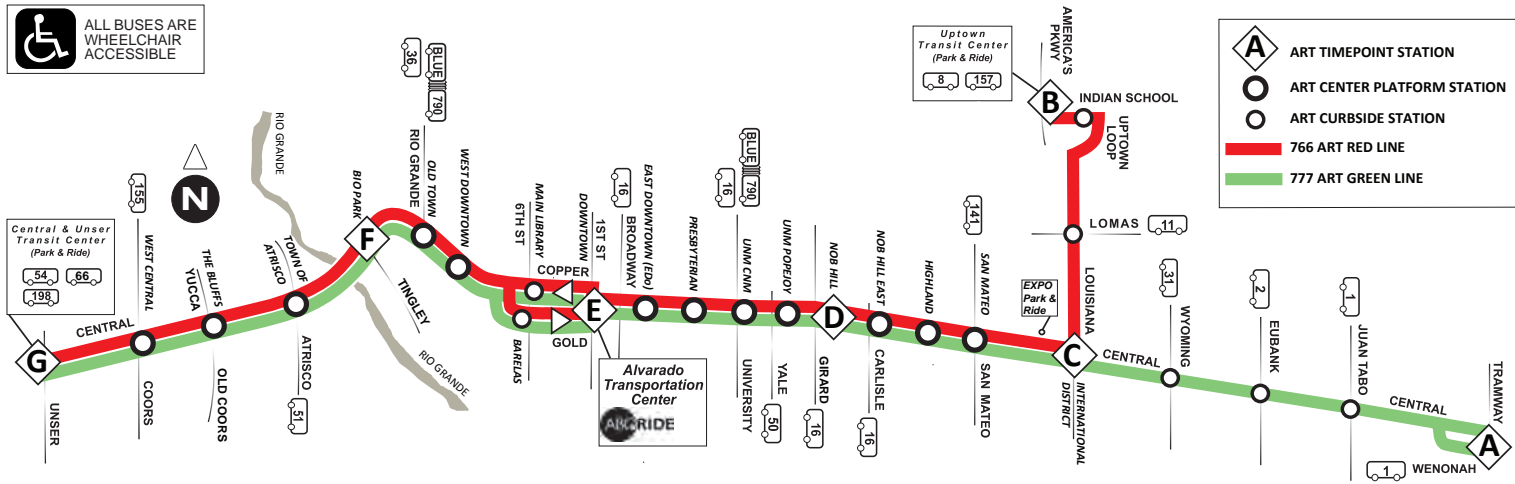 ALL BUSES ARE
WHEELCHAIR
ACCESSIBLE
N
Central & Unser
Transit Center
(Park & Ride)
54
66
198
G
UNSER
CENTRAL
155
WEST CENTRAL
COORS
THE BLUFFS
YUCCA
OLD COORS
TOWN OF
ATRISCO
ATRISCO
51
RIO GRANDE
BIO PARK
F
TINGLEY
RIO GRANDE
36
BLUE
790
RIO GRANDE
OLD TOWN
WEST DOWNTOWN
MAIN LIBRARY
6TH ST
COPPER
BARELAS
GOLD
DOWNTOWN
1ST ST
E
Alvarado
Transportation
Center
ABQ RIDE
16
BROADWAY
EAST DOWNTOWN (EDo)
PRESBYTERIAN
16
BLUE
790
UNM CNM
UNIVERSITY
UNM POPEJOY
YALE
50
NOB HILL
D
GIRARD
16
NOB HILL EAST
CARLISLE
16
HIGHLAND
141
SAN MATEO
SAN MATEO
EXPO
Park &
Ride
C
INTERNATIONAL
DISTRICT
LOUISIANA
LOMAS
11
Uptown
Transit Center
(Park & Ride)
8
157
AMERICA'S
PKWY
B
INDIAN SCHOOL
UPTOWN
LOOP
CENTRAL
31
WYOMING
2
EUBANK
1
JUAN TABO
CENTRAL
TRAMWAY
A
1
WENONAH
A
ART TIMEPOINT STATION
ART CENTER PLATFORM STATION
ART CURBSIDE STATION
766 ART RED LINE
777 ART GREEN LINE